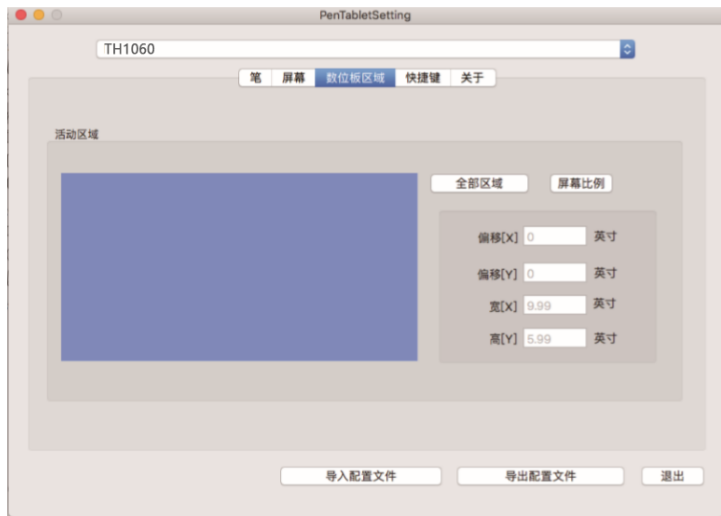 PenTabletSetting
TH1060
笔 屏幕 数位板区域 快捷键 关于
活动区域
全部区域 屏幕比例
偏移[X] 0 英寸
偏移[Y] 0 英寸
宽[X] 9.99 英寸
高[Y] 5.99 英寸
导入配置文件 导出配置文件 退出